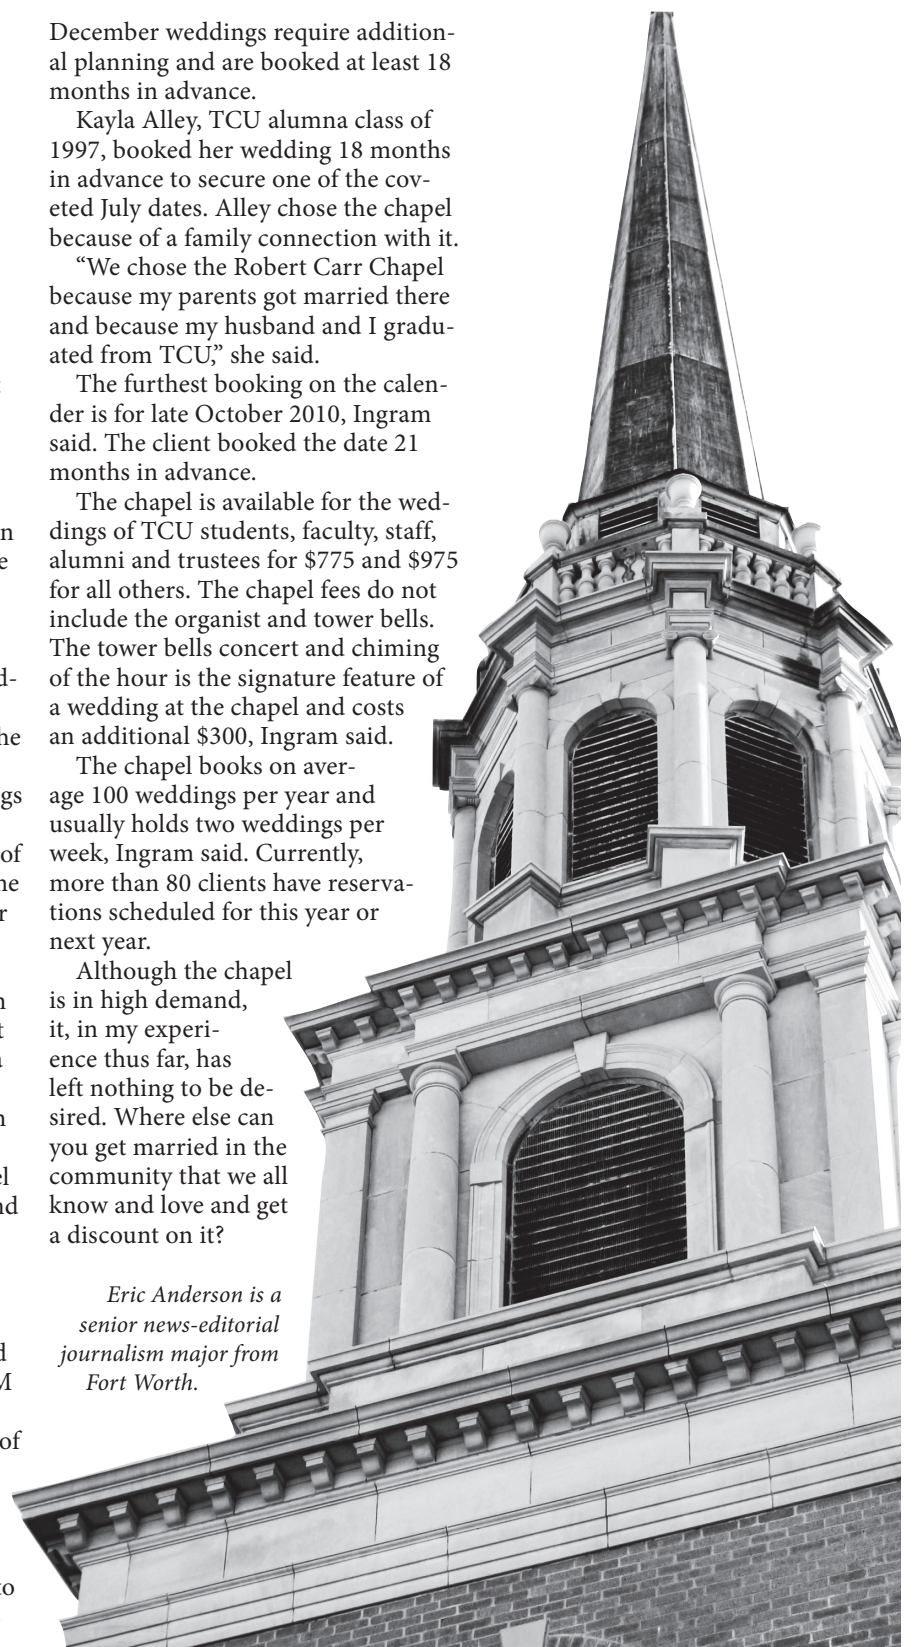 December weddings require addition-
al planning and are booked at least 18
months in advance.
Kayla Alley, TCU alumna class of
1997, booked her wedding 18 months
in advance to secure one of the cov-
eted July dates. Alley chose the chapel
because of a family connection with it.
“We chose the Robert Carr Chapel
because my parents got married there
and because my husband and I gradu-
ated from TCU,” she said.
The furthest booking on the calen-
der is for late October 2010, Ingram
said. The client booked the date 21
months in advance.
The chapel is available for the wed-
dings of TCU students, faculty, staff,
alumni and trustees for $775 and $975
for all others. The chapel fees do not
include the organist and tower bells.
The tower bells concert and chiming
of the hour is the signature feature of
a wedding at the chapel and costs
an additional $300, Ingram said.
The chapel books on aver-
age 100 weddings per year and
usually holds two weddings per
week, Ingram said. Currently,
more than 80 clients have reserva-
tions scheduled for this year or
next year.
Although the chapel
is in high demand,
it, in my experi-
ence thus far, has
left nothing to be de-
sired. Where else can
you get married in the
community that we all
know and love and get
a discount on it?
Eric Anderson is a
senior news-editorial
journalism major from
Fort Worth.